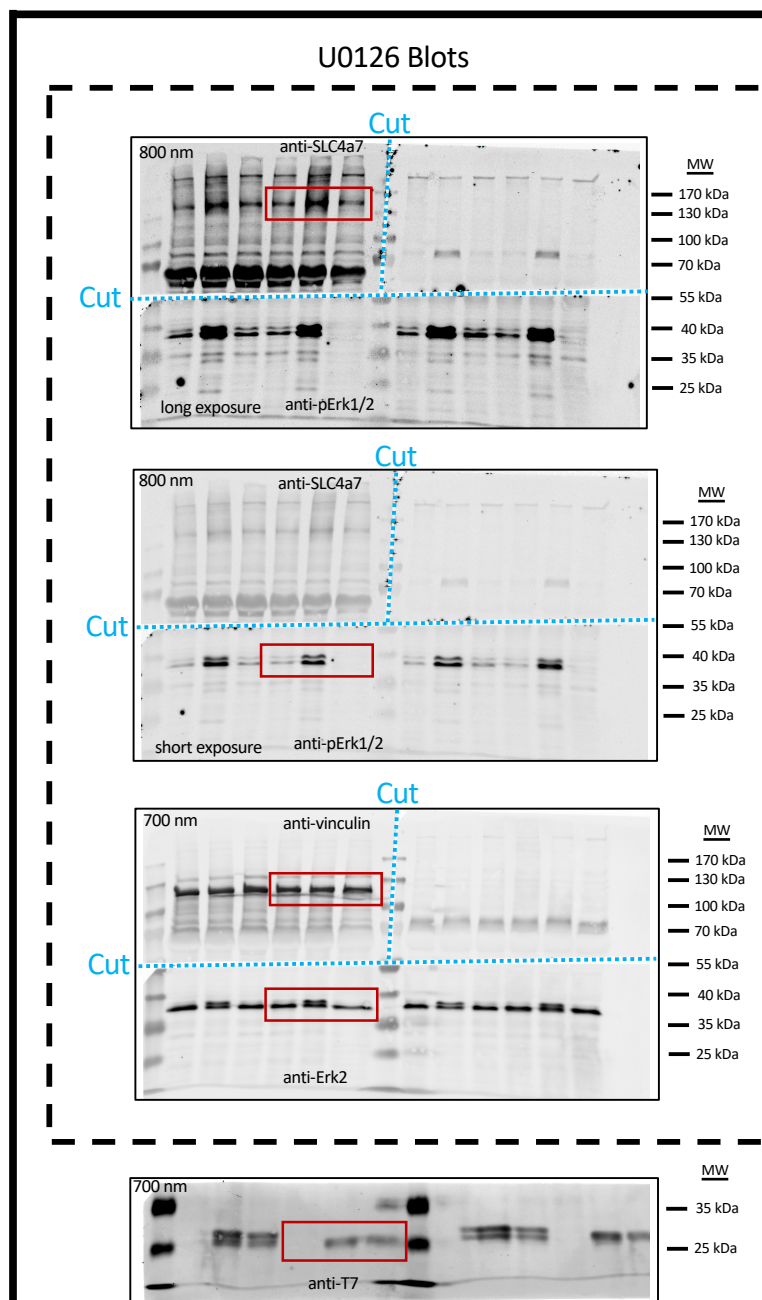 U0126 Blots
Cut
800 nm
anti-SLC4a7
MW
170 kDa
130 kDa
100 kDa
70 kDa
Cut
55 kDa
40 kDa
35 kDa
25 kDa
long exposure
anti-pErk1/2
Cut
800 nm
anti-SLC4a7
MW
170 kDa
130 kDa
100 kDa
70 kDa
Cut
55 kDa
40 kDa
35 kDa
25 kDa
short exposure
anti-pErk1/2
Cut
700 nm
anti-vinculin
MW
170 kDa
130 kDa
100 kDa
70 kDa
Cut
55 kDa
40 kDa
35 kDa
25 kDa
anti-Erk2
700 nm
MW
35 kDa
25 kDa
anti-T7